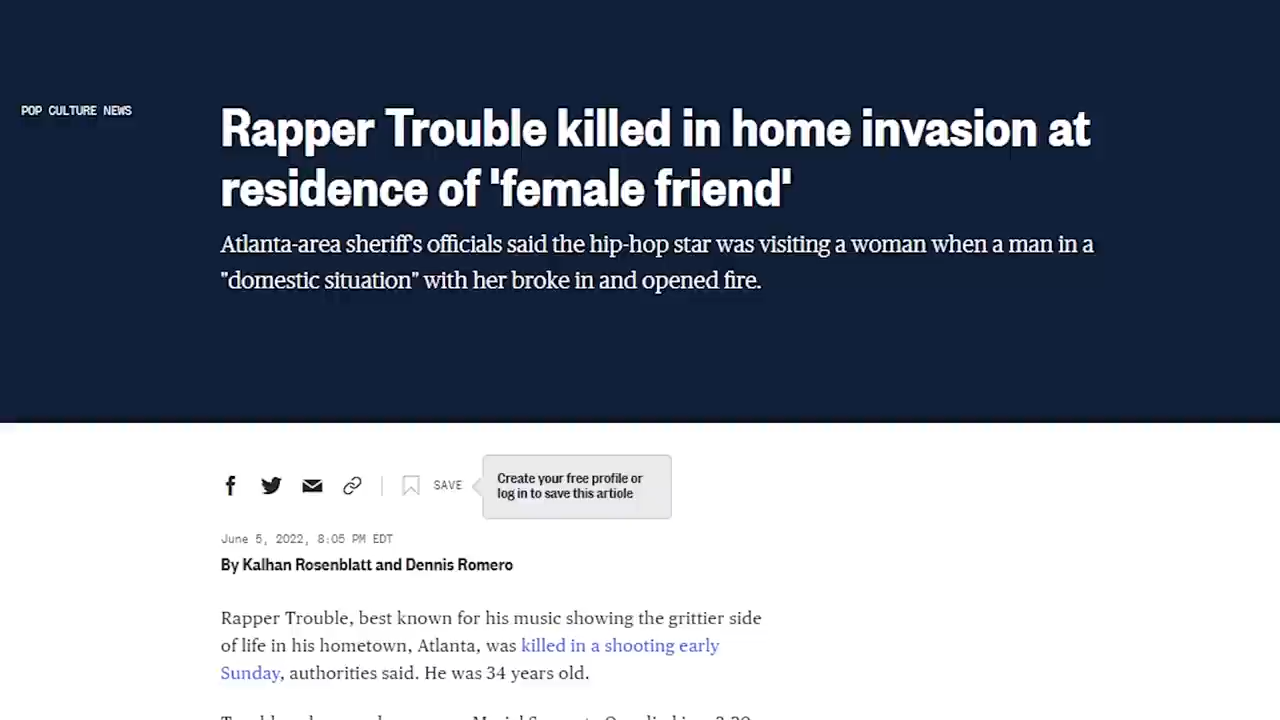 POP CULTURE NEWS
Rapper Trouble killed in home invasion at
residence of 'female friend'
Atlanta-area sheriff's officials said the hip-hop star was visiting a woman when a man in a
"domestic situation" with her broke in and opened fire.
SAVE
Create your free profile or
log in to save this article
June 5, 2022, 8:05 PM EDT
By Kalhan Rosenblatt and Dennis Romero
Rapper Trouble, best known for his music showing the grittier side
of life in his hometown, Atlanta, was killed in a shooting early
Sunday, authorities said. He was 34 years old.